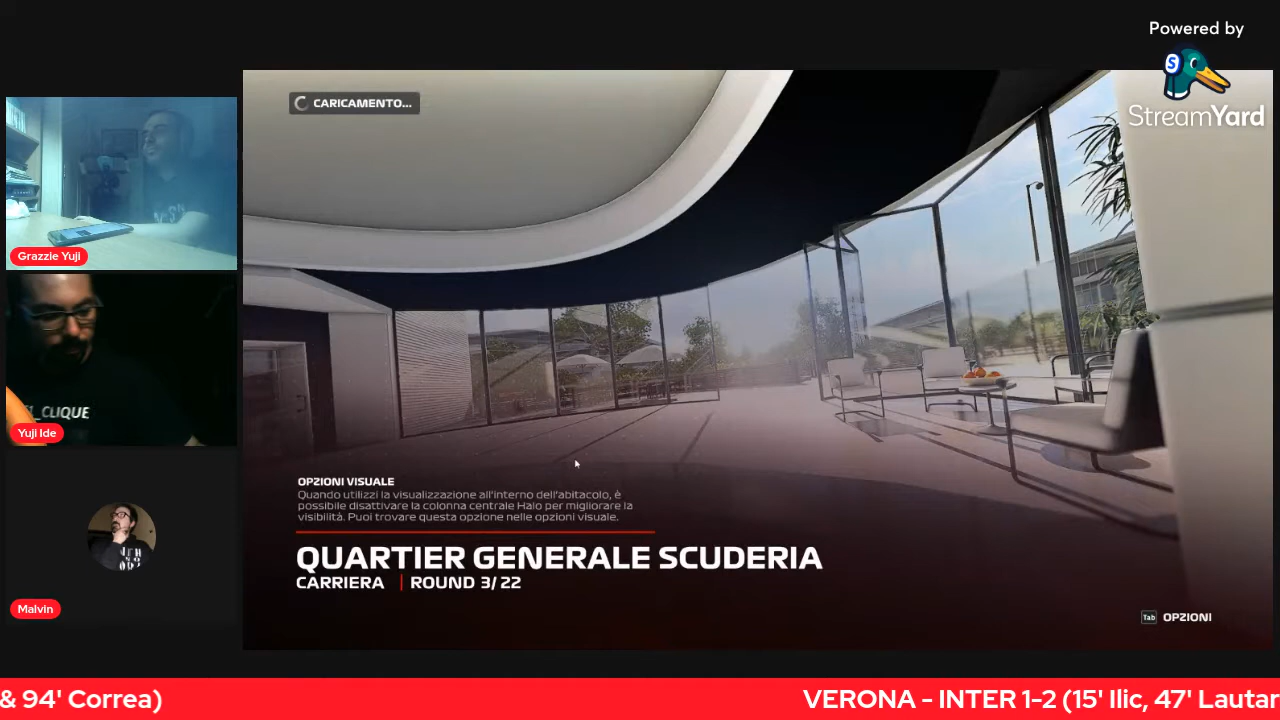 Powered by
StreamYard
CARICAMENTO...
Grazzie Yuji
_CLIQUE
Yuji Ide
Malvin
OPZIONI VISUALE
Quando utilizzi la visualizzazione all'interno dell'abitacolo, è
possibile disattivare la colonna centrale Halo per migliorare la
visibilità. Puoi trovare questa opzione nelle opzioni visuale.
QUARTIER GENERALE SCUDERIA
CARRIERA | ROUND 3/ 22
Tab OPZIONI
& 94' Correa) VERONA - INTER 1-2 (15' Ilic, 47' Lautar